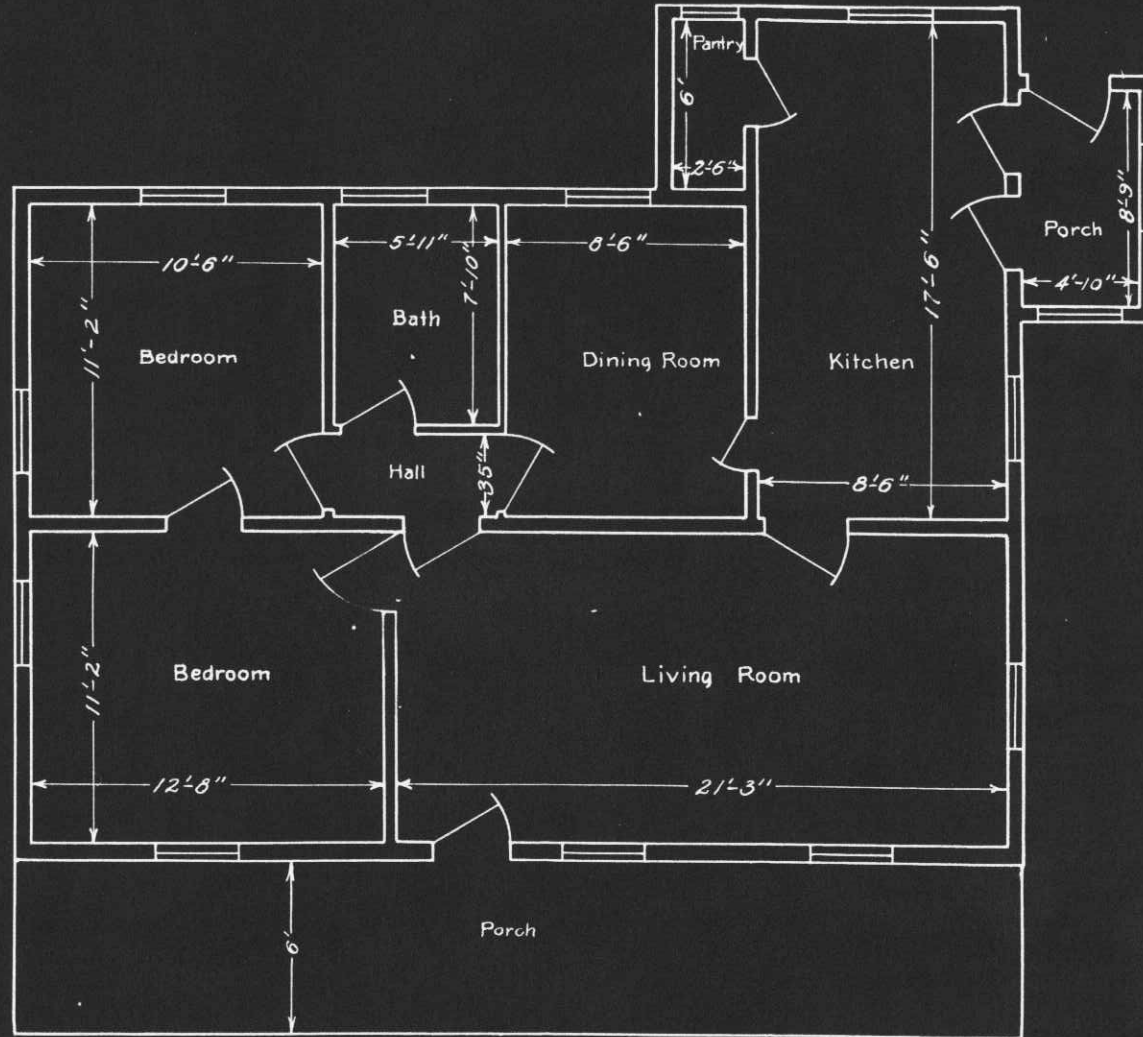 Pantry
6'
2'-6"
8'-9"
Porch
4'-10"
10'-6"
5'-11"
7'-10"
8'-6"
17'-6"
11'-2"
Bath
Bedroom
Dining Room
Kitchen
Hall
35"
8'-6"
Bedroom
Living Room
11'-2"
12'-8"
21'-3"
Porch
6'